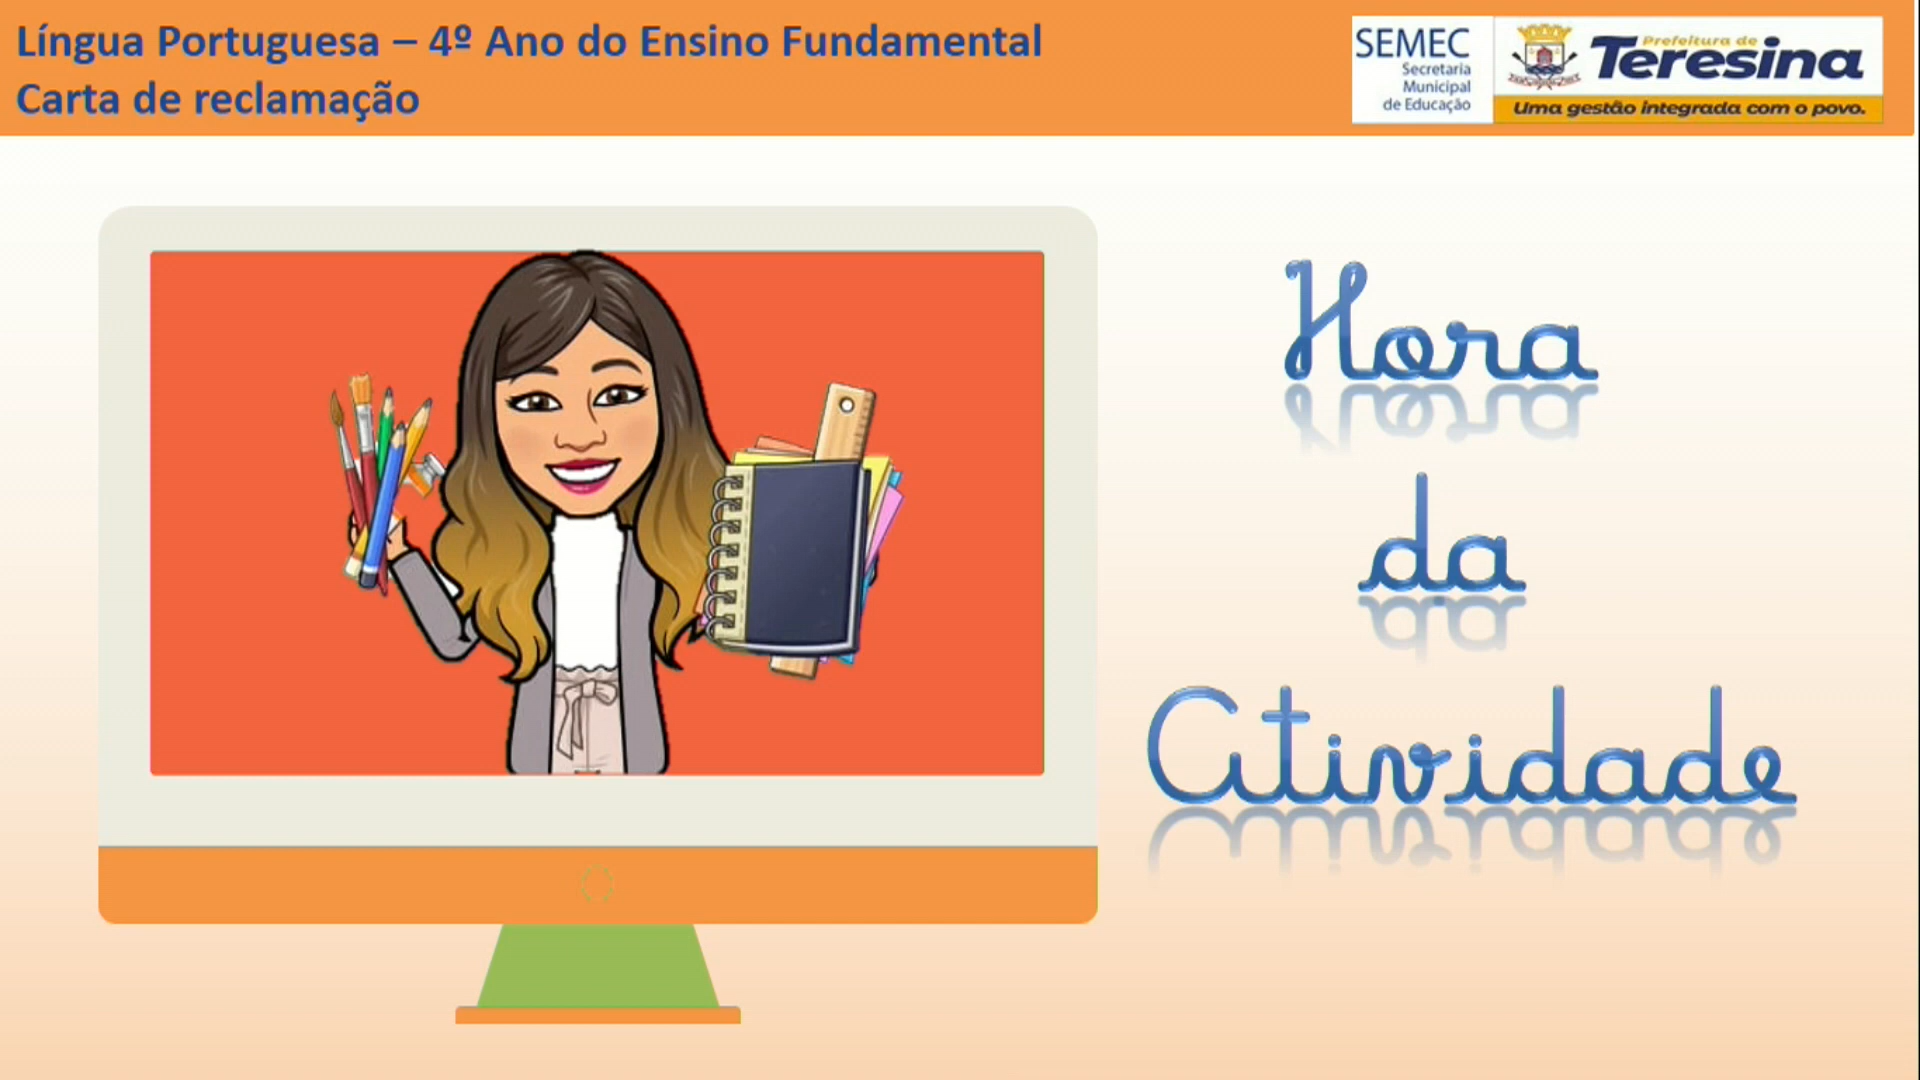 Língua Portuguesa – 4º Ano do Ensino Fundamental
Carta de reclamação
SEMEC
Secretaria
Municipal
de Educação
Prefeitura de
Teresina
Uma gestão integrada com o povo.
Hora
da
Atividade